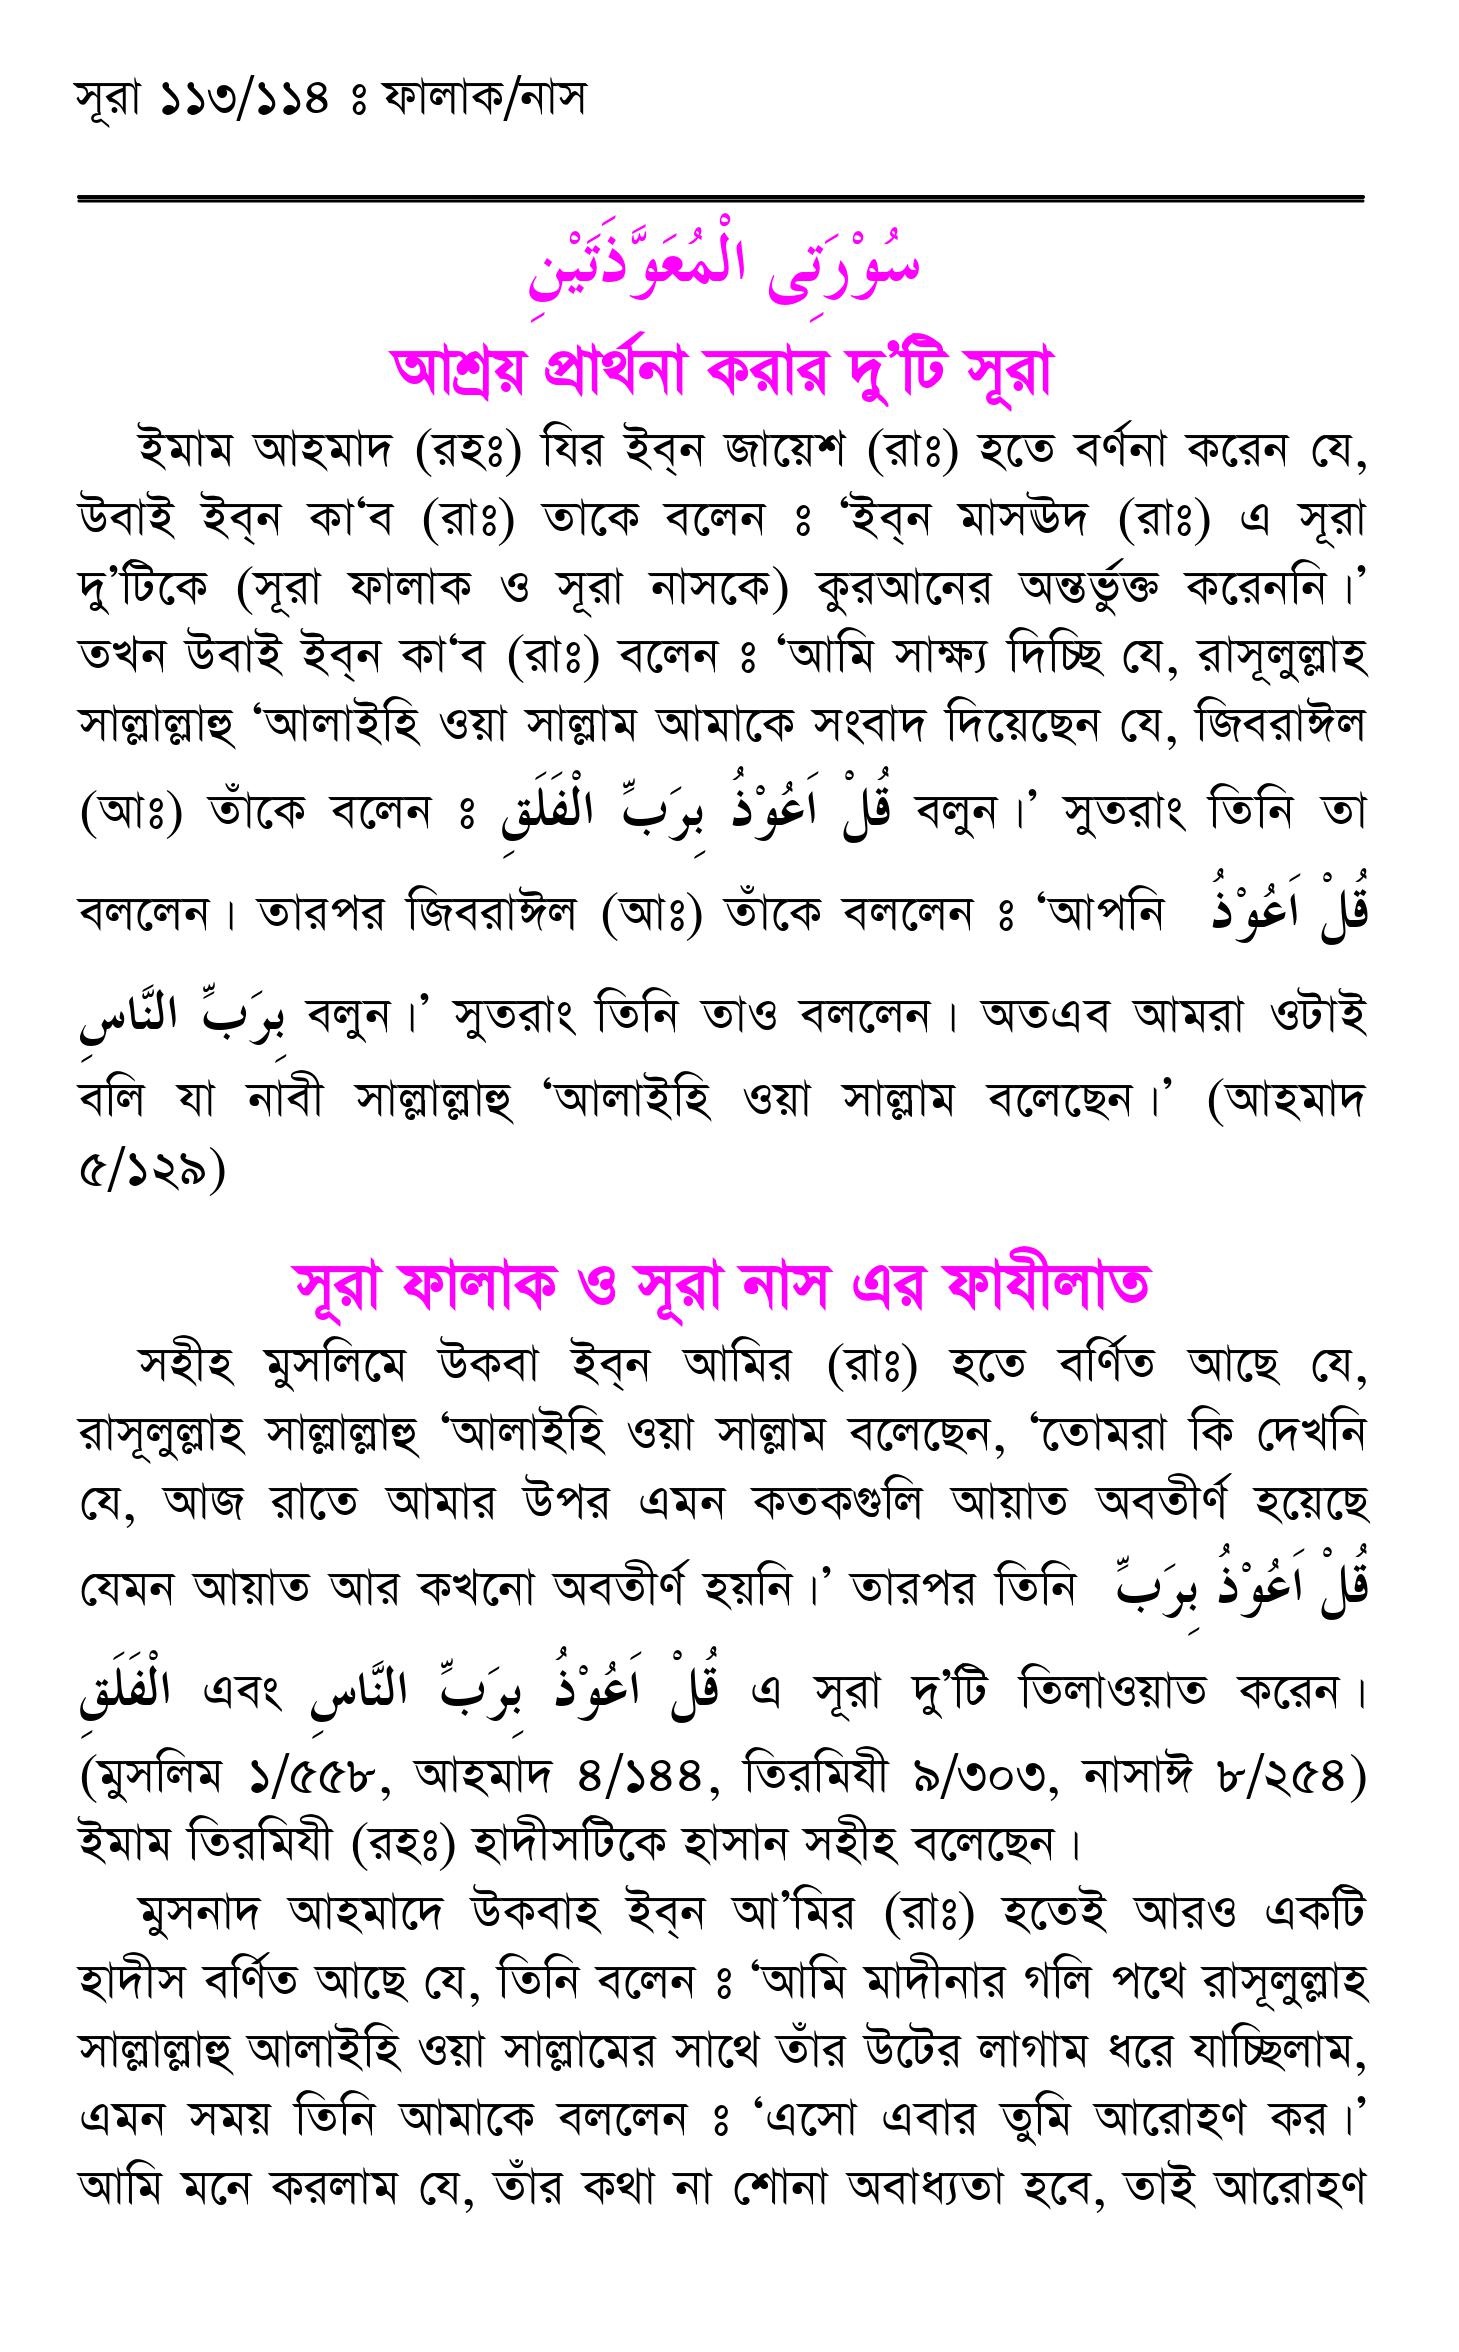 সূরা ১১৩/১১৪ ঃ ফালাক/নাস
سُوْرَتِى الْمُعَوَّذَتَيْنِ
আশ্রয় প্রার্থনা করার দু’টি সূরা
ইমাম আহমাদ (রহঃ) যির ইব্‌ন জায়েশ (রাঃ) হতে বর্ণনা করেন যে,
উবাই ইব্‌ন কা‘ব (রাঃ) তাকে বলেন ঃ ‘ইব্‌ন মাসঊদ (রাঃ) এ সূরা
দু’টিকে (সূরা ফালাক ও সূরা নাসকে) কুরআনের অন্তর্ভুক্ত করেননি।’
তখন উবাই ইব্‌ন কা‘ব (রাঃ) বলেন ঃ ‘আমি সাক্ষ্য দিচ্ছি যে, রাসূলুল্লাহ
সাল্লাল্লাহু ‘আলাইহি ওয়া সাল্লাম আমাকে সংবাদ দিয়েছেন যে, জিবরাঈল
(আঃ) তাঁকে বলেন ঃ قُلْ اَعُوْذُ بِرَبِّ الْفَلَقِ বলুন।’ সুতরাং তিনি তা
বললেন। তারপর জিবরাঈল (আঃ) তাঁকে বললেন ঃ ‘আপনি قُلْ اَعُوْذُ
بِرَبِّ النَّاسِ বলুন।’ সুতরাং তিনি তাও বললেন। অতএব আমরা ওটাই
বলি যা নাবী সাল্লাল্লাহু ‘আলাইহি ওয়া সাল্লাম বলেছেন।’ (আহমাদ
৫/১২৯)
সূরা ফালাক ও সূরা নাস এর ফাযীলাত
সহীহ মুসলিমে উকবা ইব্‌ন আমির (রাঃ) হতে বর্ণিত আছে যে,
রাসূলুল্লাহ সাল্লাল্লাহু ‘আলাইহি ওয়া সাল্লাম বলেছেন, ‘তোমরা কি দেখনি
যে, আজ রাতে আমার উপর এমন কতকগুলি আয়াত অবতীর্ণ হয়েছে
যেমন আয়াত আর কখনো অবতীর্ণ হয়নি।’ তারপর তিনি قُلْ اَعُوْذُ بِرَبِّ
الْفَلَقِ এবং قُلْ اَعُوْذُ بِرَبِّ النَّاسِ এ সূরা দু’টি তিলাওয়াত করেন।
(মুসলিম ১/৫৫৮, আহমাদ ৪/১৪৪, তিরমিযী ৯/৩০৩, নাসাঈ ৮/২৫৪)
ইমাম তিরমিযী (রহঃ) হাদীসটিকে হাসান সহীহ বলেছেন।
মুসনাদ আহমাদে উকবাহ ইব্‌ন আ’মির (রাঃ) হতেই আরও একটি
হাদীস বর্ণিত আছে যে, তিনি বলেন ঃ ‘আমি মাদীনার গলি পথে রাসূলুল্লাহ
সাল্লাল্লাহু আলাইহি ওয়া সাল্লামের সাথে তাঁর উটের লাগাম ধরে যাচ্ছিলাম,
এমন সময় তিনি আমাকে বললেন ঃ ‘এসো এবার তুমি আরোহণ কর।’
আমি মনে করলাম যে, তাঁর কথা না শোনা অবাধ্যতা হবে, তাই আরোহণ